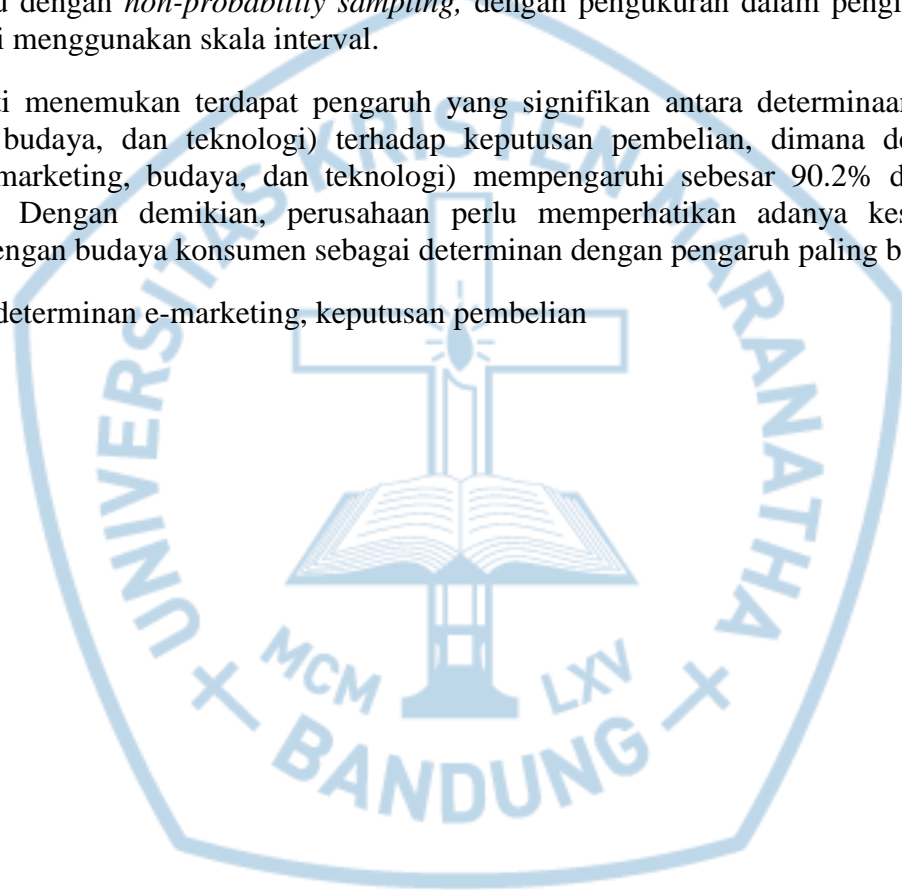 dengan non-probability sampling, dengan pengukuran dalam
menggunakan skala interval.
menemukan terdapat pengaruh yang signifikan antara determinaan
budaya, dan teknologi) terhadap keputusan pembelian, dimana
marketing, budaya, dan teknologi) mempengaruhi sebesar 90.2%
Dengan demikian, perusahaan perlu memperhatikan adanya
dengan budaya konsumen sebagai determinan dengan pengaruh paling
determinan e-marketing, keputusan pembelian
UNIVERSITAS KRISTEN MARANATHA
MCM LXV
BANDUNG